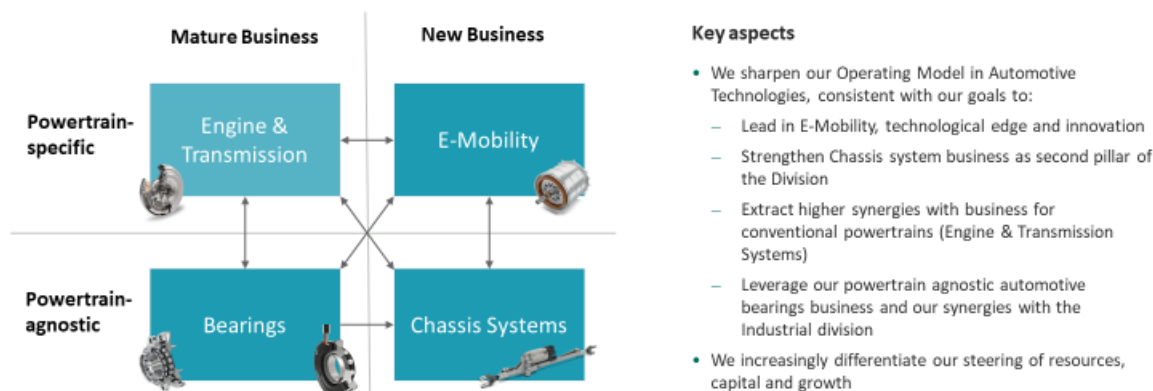 Mature Business
New Business
Powertrain-
specific
Engine &
Transmission
E-Mobility
Powertrain-
agnostic
Bearings
Chassis Systems
Key aspects
• We sharpen our Operating Model in Automotive
Technologies, consistent with our goals to:
– Lead in E-Mobility, technological edge and innovation
– Strengthen Chassis system business as second pillar of
the Division
– Extract higher synergies with business for
conventional powertrains (Engine & Transmission
Systems)
– Leverage our powertrain agnostic automotive
bearings business and our synergies with the
Industrial division
• We increasingly differentiate our steering of resources,
capital and growth